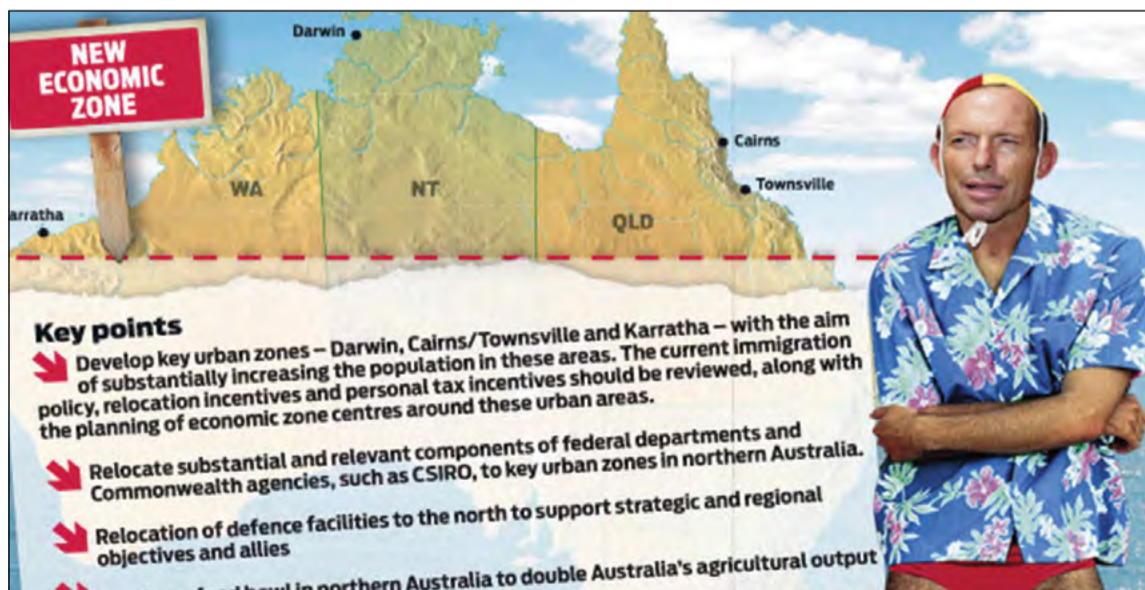 NEW
ECONOMIC
ZONE
Darwin
Cairns
Townsville
WA
NT
QLD
arratha
Key points
Develop key urban zones – Darwin, Cairns/Townsville and Karratha – with the aim
of substantially increasing the population in these areas. The current immigration
policy, relocation incentives and personal tax incentives should be reviewed, along with
the planning of economic zone centres around these urban areas.
Relocate substantial and relevant components of federal departments and
Commonwealth agencies, such as CSIRO, to key urban zones in northern Australia.
Relocation of defence facilities to the north to support strategic and regional
objectives and allies
bowl in northern Australia to double Australia's agricultural output